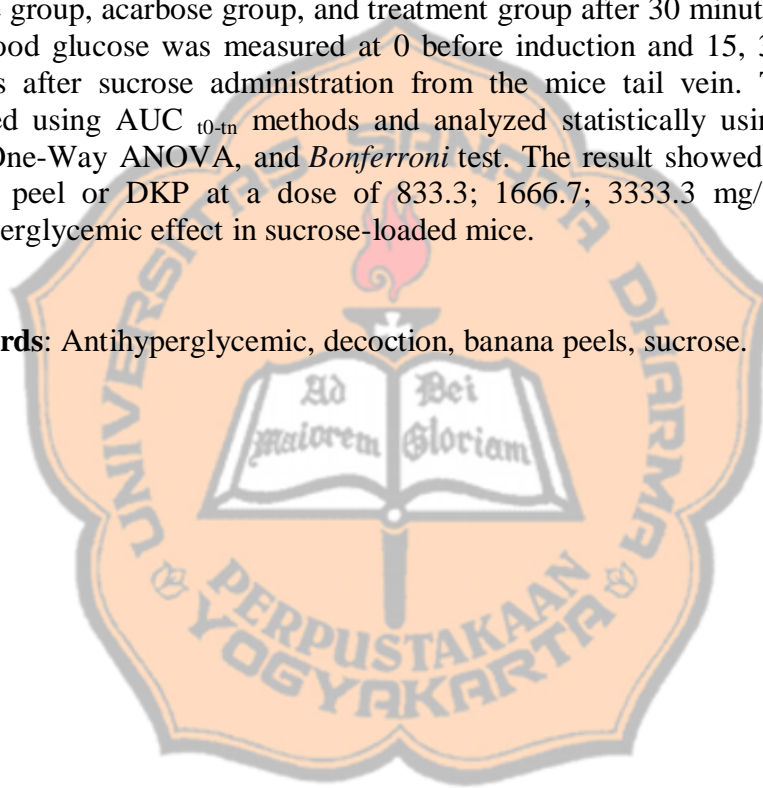 e group, acarbose group, and treatment group after 30 minut
ood glucose was measured at 0 before induction and 15, 3
s after sucrose administration from the mice tail vein. T
ed using AUC t0-tn methods and analyzed statistically usin
One-Way ANOVA, and Bonferroni test. The result showed
peel or DKP at a dose of 833.3; 1666.7; 3333.3 mg/
perglycemic effect in sucrose-loaded mice.
rds: Antihyperglycemic, decoction, banana peels, sucrose.
UNIVERSITAS SANATA DHARMA
Ad Dei
Maiorem Gloriam
PERPUSTAKAAN
YOGYAKARTA